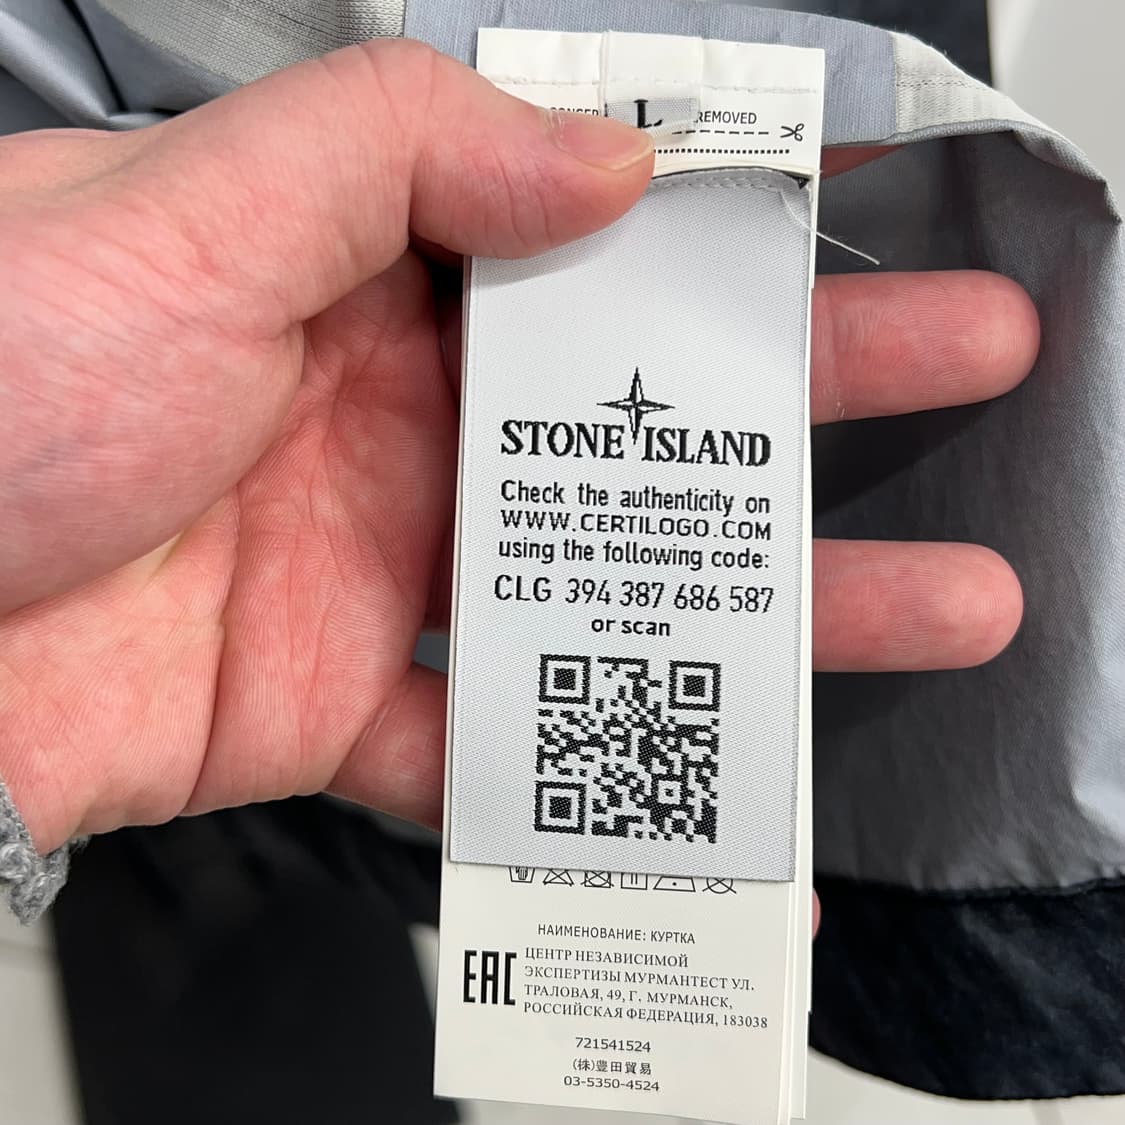 REMOVED
L
STONE ISLAND
Check the authenticity on
WWW.CERTILOGO.COM
using the following code:
CLG 394 387 686 587
or scan
НАИМЕНОВАНИЕ: КУРТКА
EAC
ЦЕНТР НЕЗАВИСИМОЙ
ЭКСПЕРТИЗЫ МУРМАНТЕСТ УЛ.
ТРАЛОВАЯ, 49, Г. МУРМАНСК,
РОССИЙСКАЯ ФЕДЕРАЦИЯ, 183038
721541524
(株)豊田貿易
03-5350-4524